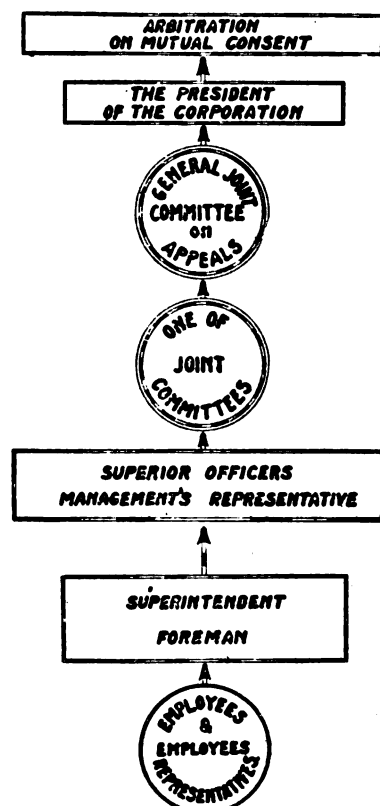 ARBITRATION
ON MUTUAL CONSENT
THE PRESIDENT
OF THE CORPORATION
GENERAL JOINT
COMMITTEE
on
APPEALS
ONE OF
JOINT
COMMITTEES
SUPERIOR OFFICERS
MANAGEMENT'S REPRESENTATIVE
SUPERINTENDENT
FOREMAN
EMPLOYEES
&
EMPLOYEES
REPRESENTATIVES